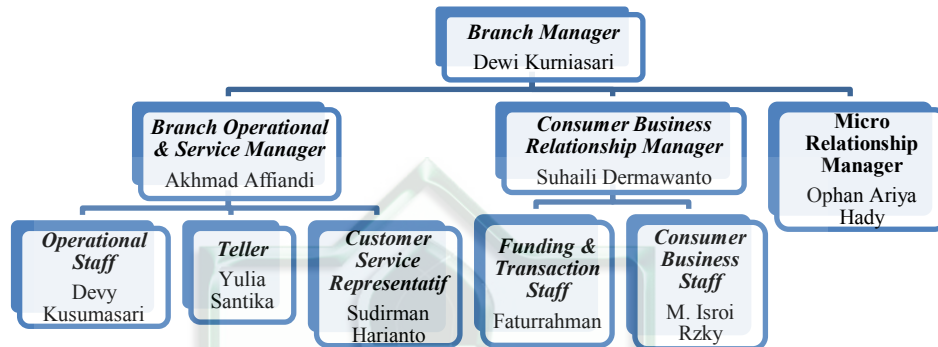 Branch Manager
Dewi Kurniasari
Branch Operational
& Service Manager
Akhmad Affiandi
Consumer Business
Relationship Manager
Suhaili Dermawanto
Micro
Relationship
Manager
Ophan Ariya
Hady
Operational
Staff
Devy
Kusumasari
Teller
Yulia
Santika
Customer
Service
Representatif
Sudirman
Harianto
Funding &
Transaction
Staff
Faturrahman
Consumer
Business
Staff
M. Isroi
Rzky